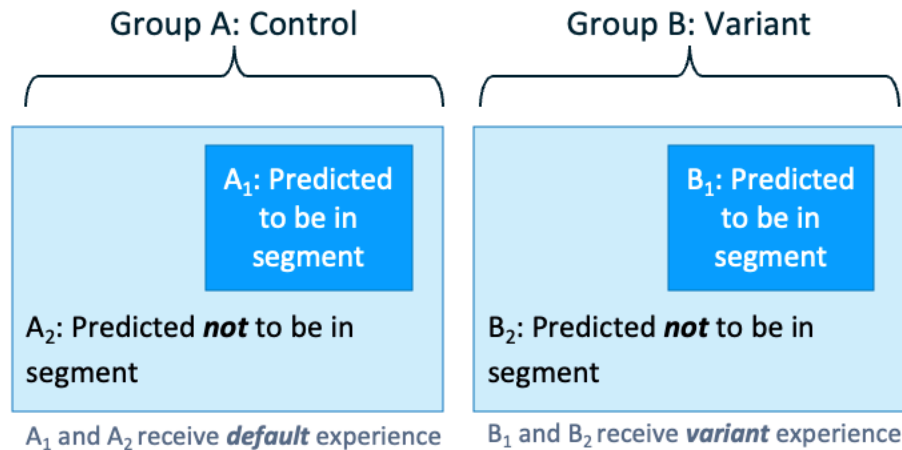 Group A: Control
Group B: Variant
A₁: Predicted
to be in
segment
B₁: Predicted
to be in
segment
A₂: Predicted not to be in
segment
B₂: Predicted not to be in
segment
A₁ and A₂ receive default experience
B₁ and B₂ receive variant experience